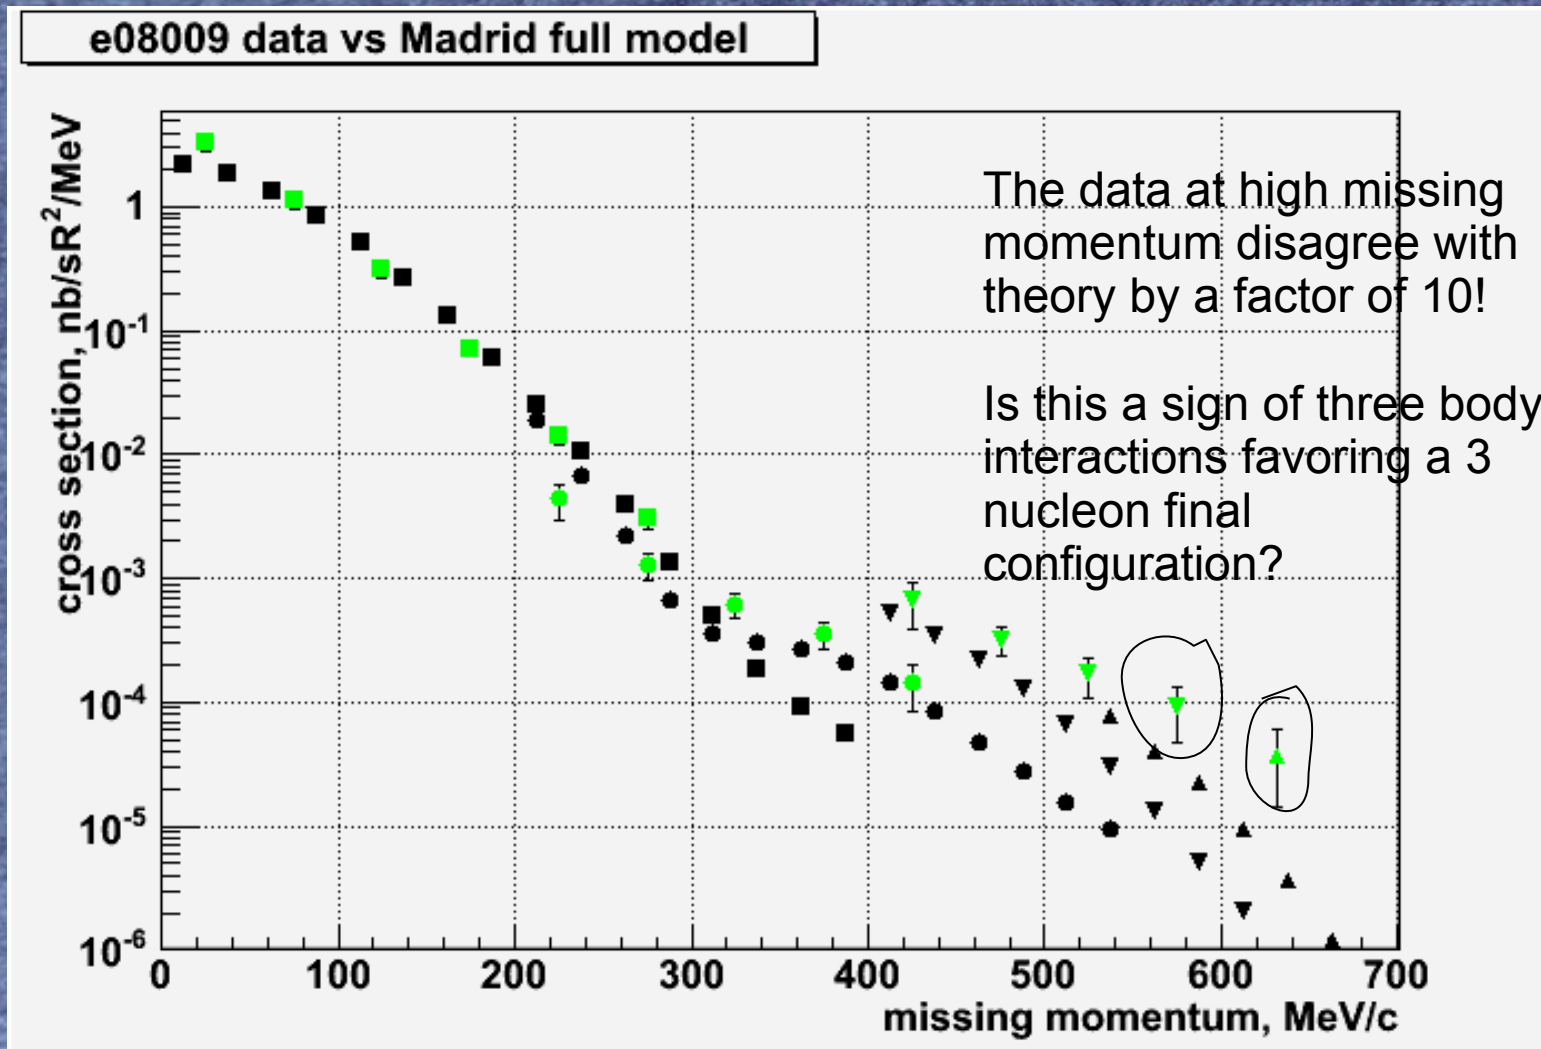 e08009 data vs Madrid full model
cross section, nb/sR²/MeV
1
10⁻¹
10⁻²
10⁻³
10⁻⁴
10⁻⁵
10⁻⁶
The data at high missing
momentum disagree with
theory by a factor of 10!
Is this a sign of three body
interactions favoring a 3
nucleon final
configuration?
0 100 200 300 400 500 600 700
missing momentum, MeV/c